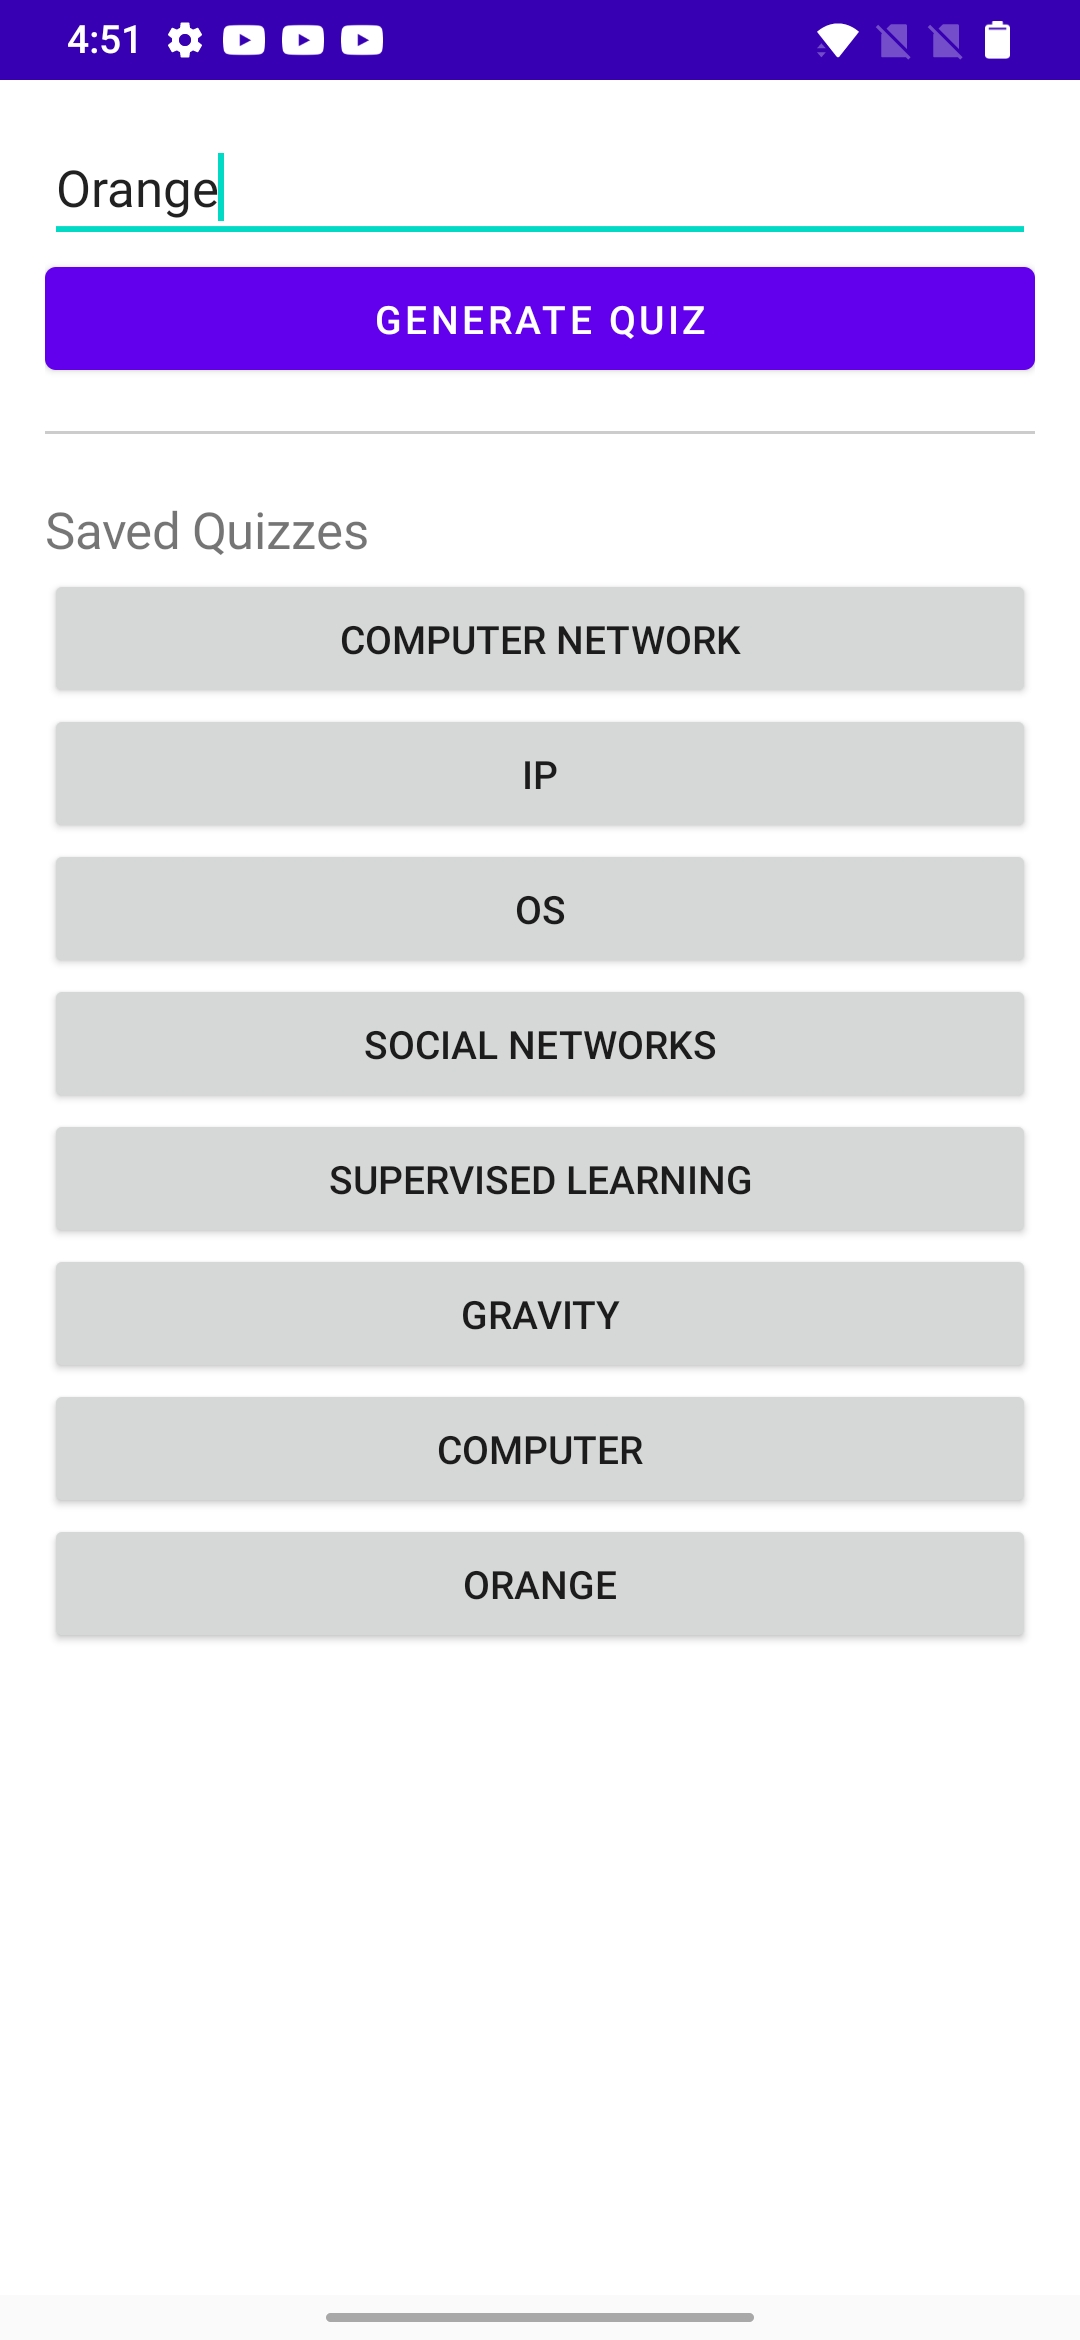 4:51
Orange
GENERATE QUIZ
Saved Quizzes
COMPUTER NETWORK
IP
OS
SOCIAL NETWORKS
SUPERVISED LEARNING
GRAVITY
COMPUTER
ORANGE